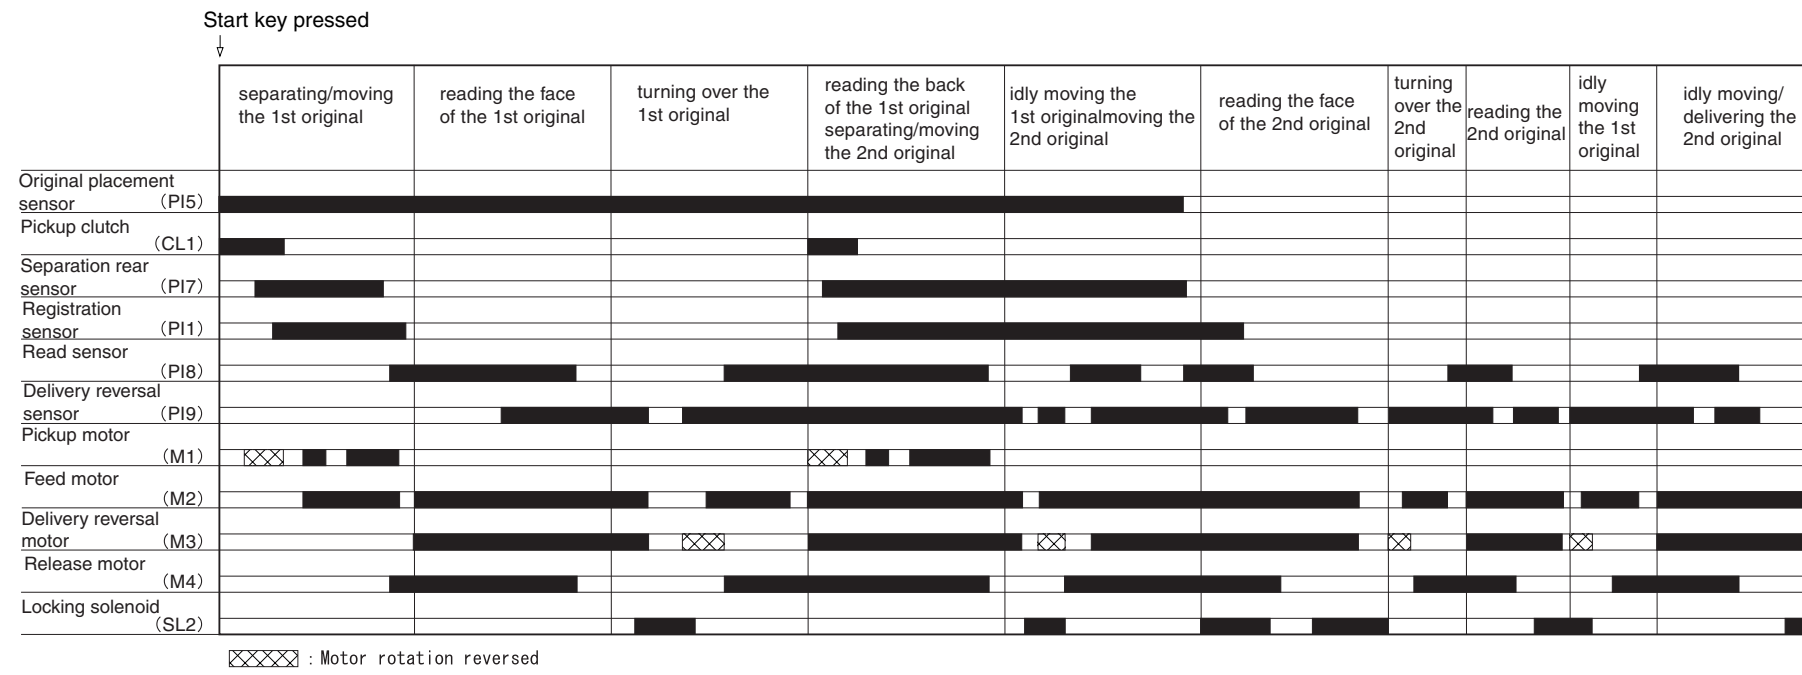 Start key pressed
separating/moving
the 1st original
reading the face
of the 1st original
turning over the
1st original
reading the back
of the 1st original
separating/moving
the 2nd original
idly moving the
1st originalmoving the
2nd original
reading the face
of the 2nd original
turning
over the
2nd
original
reading the
2nd original
idly
moving
the 1st
original
idly moving/
delivering the
2nd original
Original placement
sensor (PI5)
Pickup clutch
(CL1)
Separation rear
sensor (PI7)
Registration
sensor (PI1)
Read sensor
(PI8)
Delivery reversal
sensor (PI9)
Pickup motor
(M1)
Feed motor
(M2)
Delivery reversal
motor (M3)
Release motor
(M4)
Locking solenoid
(SL2)
: Motor rotation reversed